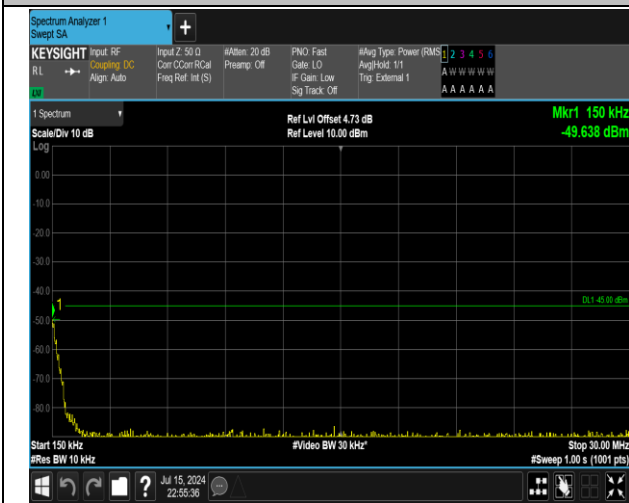 Spectrum Analyzer 1
Swept SA
+
KEYSIGHT
RL
Input: RF
Coupling: DC
Align: Auto
Input Z: 50 Ω
Corr CCorr RCal
Freq Ref: Int (S)
#Atten: 20 dB
Preamp: Off
PNO: Fast
Gate: LO
IF Gain: Low
Sig Track: Off
#Avg Type: Power (RMS
Avg|Hold: 1/1
Trig: External 1
1 2 3 4 5 6
A W W W W W
A A A A A A
1 Spectrum
Scale/Div 10 dB
Log
Ref Lvl Offset 4.73 dB
Ref Level 10.00 dBm
Mkr1 150 kHz
-49.638 dBm
0.00
-10.0
-20.0
-30.0
-40.0
-50.0
-60.0
-70.0
-80.0
1
DL1 -45.00 dBm
Start 150 kHz
#Res BW 10 kHz
#Video BW 30 kHz*
Stop 30.00 MHz
#Sweep 1.00 s (1001 pts)
?
Jul 15, 2024
22:55:36